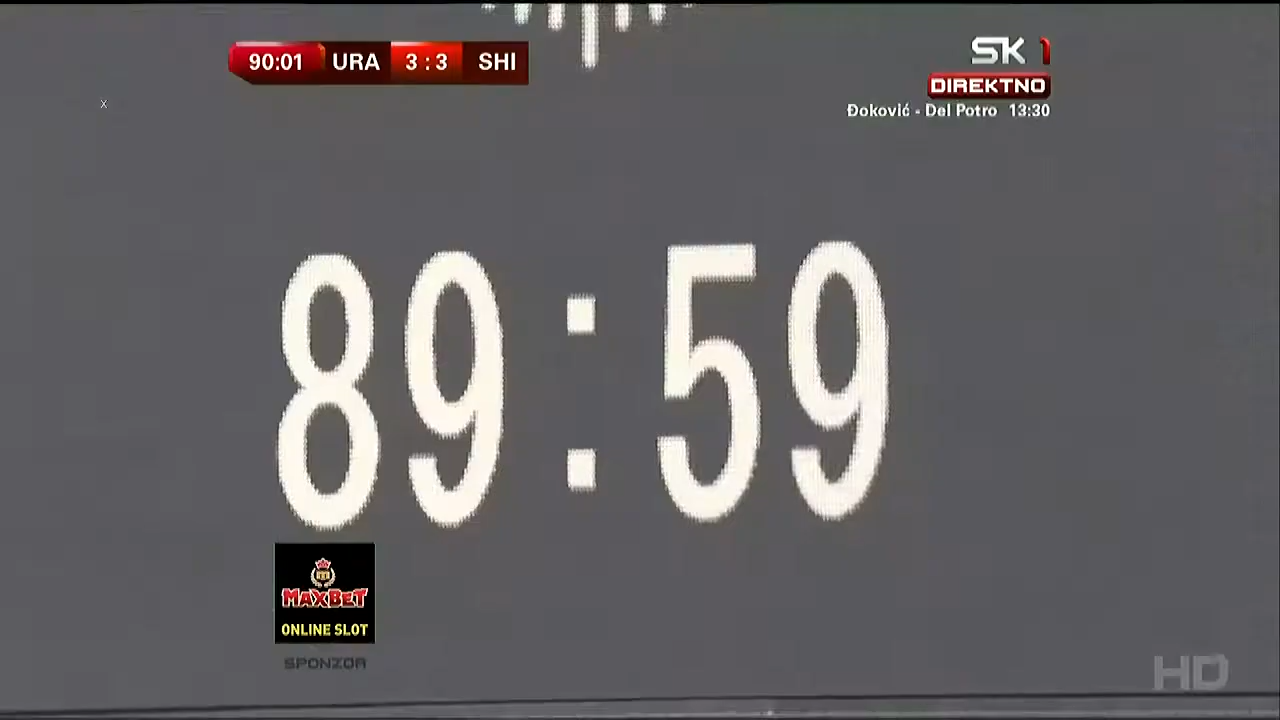 90:01 URA 3 : 3 SHI
SK 1
DIREKTNO
Đoković - Del Potro 13:30
x
89:59
MAXBET
ONLINE SLOT
SPONZOR
HD